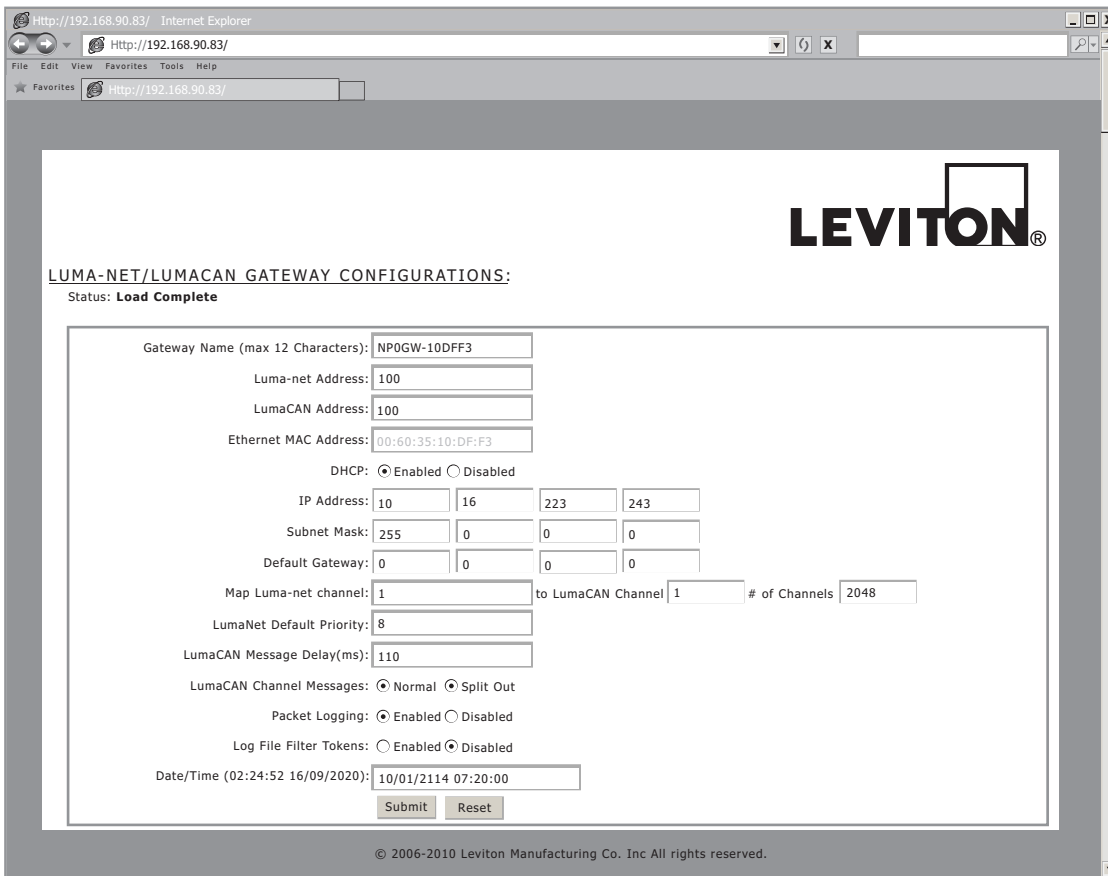 Http://192.168.90.83/ Internet Explorer
Http://192.168.90.83/
X
File Edit View Favorites Tools Help
Favorites Http://192.168.90.83/
LEVITON®
LUMA-NET/LUMACAN GATEWAY CONFIGURATIONS:
Status: Load Complete
Gateway Name (max 12 Characters): NP0GW-10DFF3
Luma-net Address: 100
LumaCAN Address: 100
Ethernet MAC Address: 00:60:35:10:DF:F3
DHCP: Enabled Disabled
IP Address: 10 16 223 243
Subnet Mask: 255 0 0 0
Default Gateway: 0 0 0 0
Map Luma-net channel: 1 to LumaCAN Channel 1 # of Channels 2048
LumaNet Default Priority: 8
LumaCAN Message Delay(ms): 110
LumaCAN Channel Messages: Normal Split Out
Packet Logging: Enabled Disabled
Log File Filter Tokens: Enabled Disabled
Date/Time (02:24:52 16/09/2020): 10/01/2114 07:20:00
Submit Reset
© 2006-2010 Leviton Manufacturing Co. Inc All rights reserved.